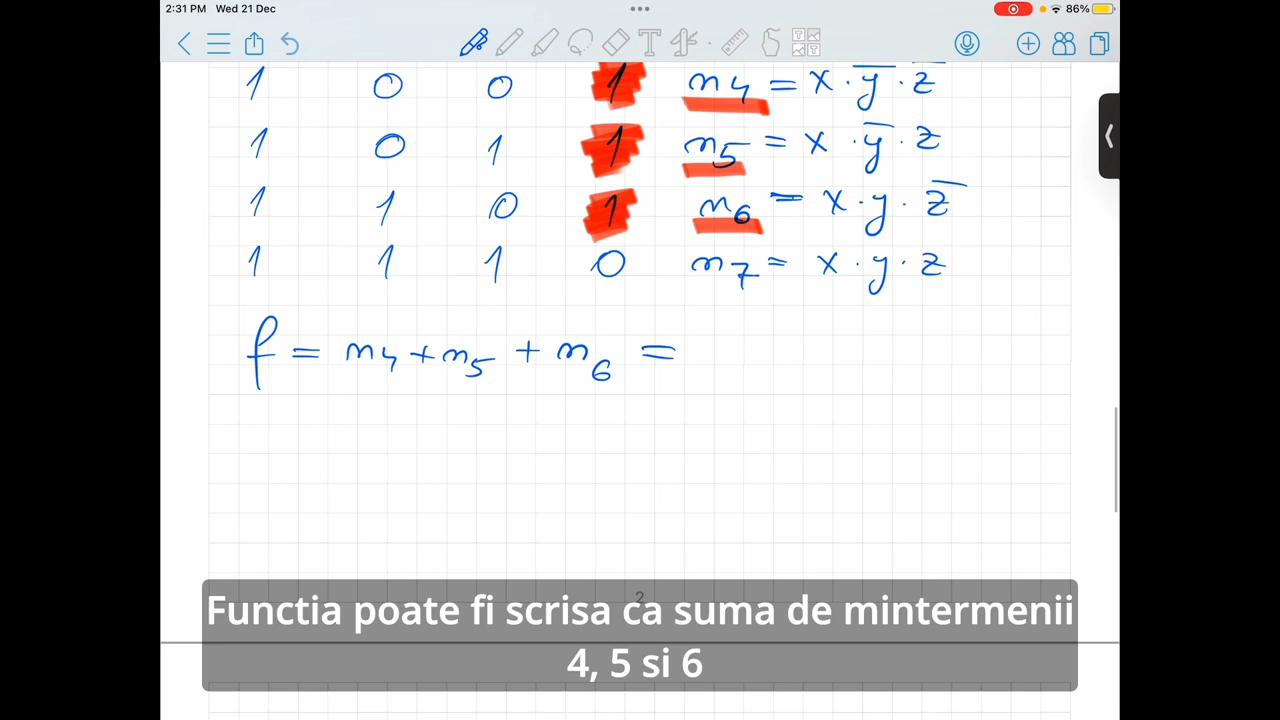 2:31 PM Wed 21 Dec 86%
1 0 0 1 m4 = x · y̅ · z̅
1 0 1 1 m5 = x · y̅ · z
1 1 0 1 m6 = x · y · z̅
1 1 1 0 m7 = x · y · z
f = m4 + m5 + m6 =
2
Functia poate fi scrisa ca suma de mintermenii
4, 5 si 6